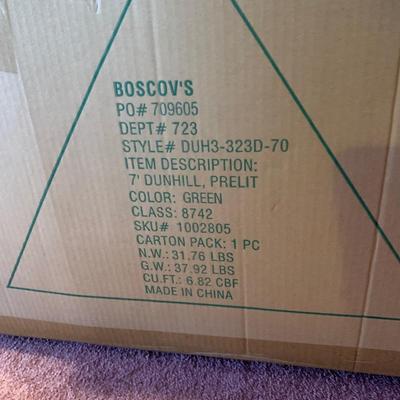 BOSCOV'S
PO# 709605
DEPT# 723
STYLE# DUH3-323D-70
ITEM DESCRIPTION:
7' DUNHILL, PRELIT
COLOR: GREEN
CLASS: 8742
SKU# 1002805
CARTON PACK: 1 PC
N.W.: 31.76 LBS
G.W.: 37.92 LBS
CU.FT.: 6.82 CBF
MADE IN CHINA